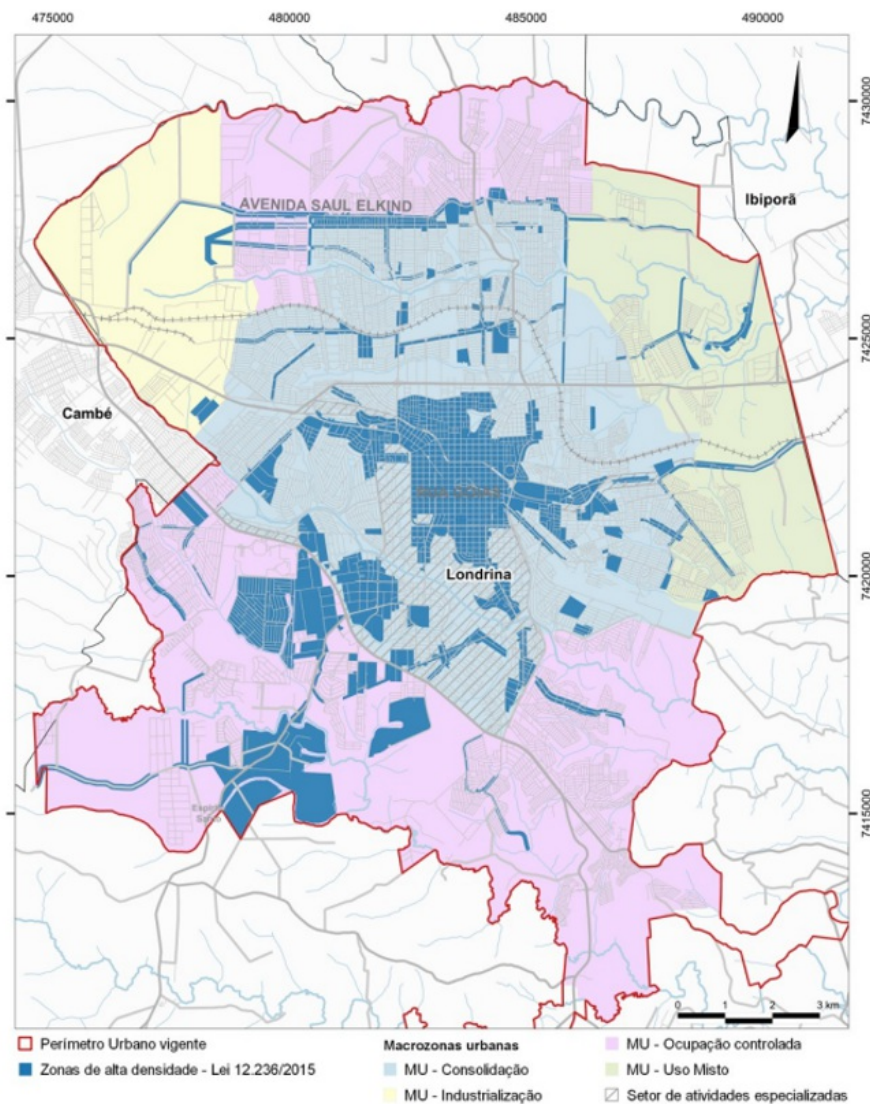 475000 480000 485000 490000
N
7430000
AVENIDA SAUL ELKIND
Ibiporã
7425000
Cambé
7420000
Londrina
7415000
0 1 2 3 km
Perímetro Urbano vigente
Zonas de alta densidade - Lei 12.236/2015
Macrozonas urbanas
MU - Consolidação
MU - Industrialização
MU - Ocupação controlada
MU - Uso Misto
Setor de atividades especializadas